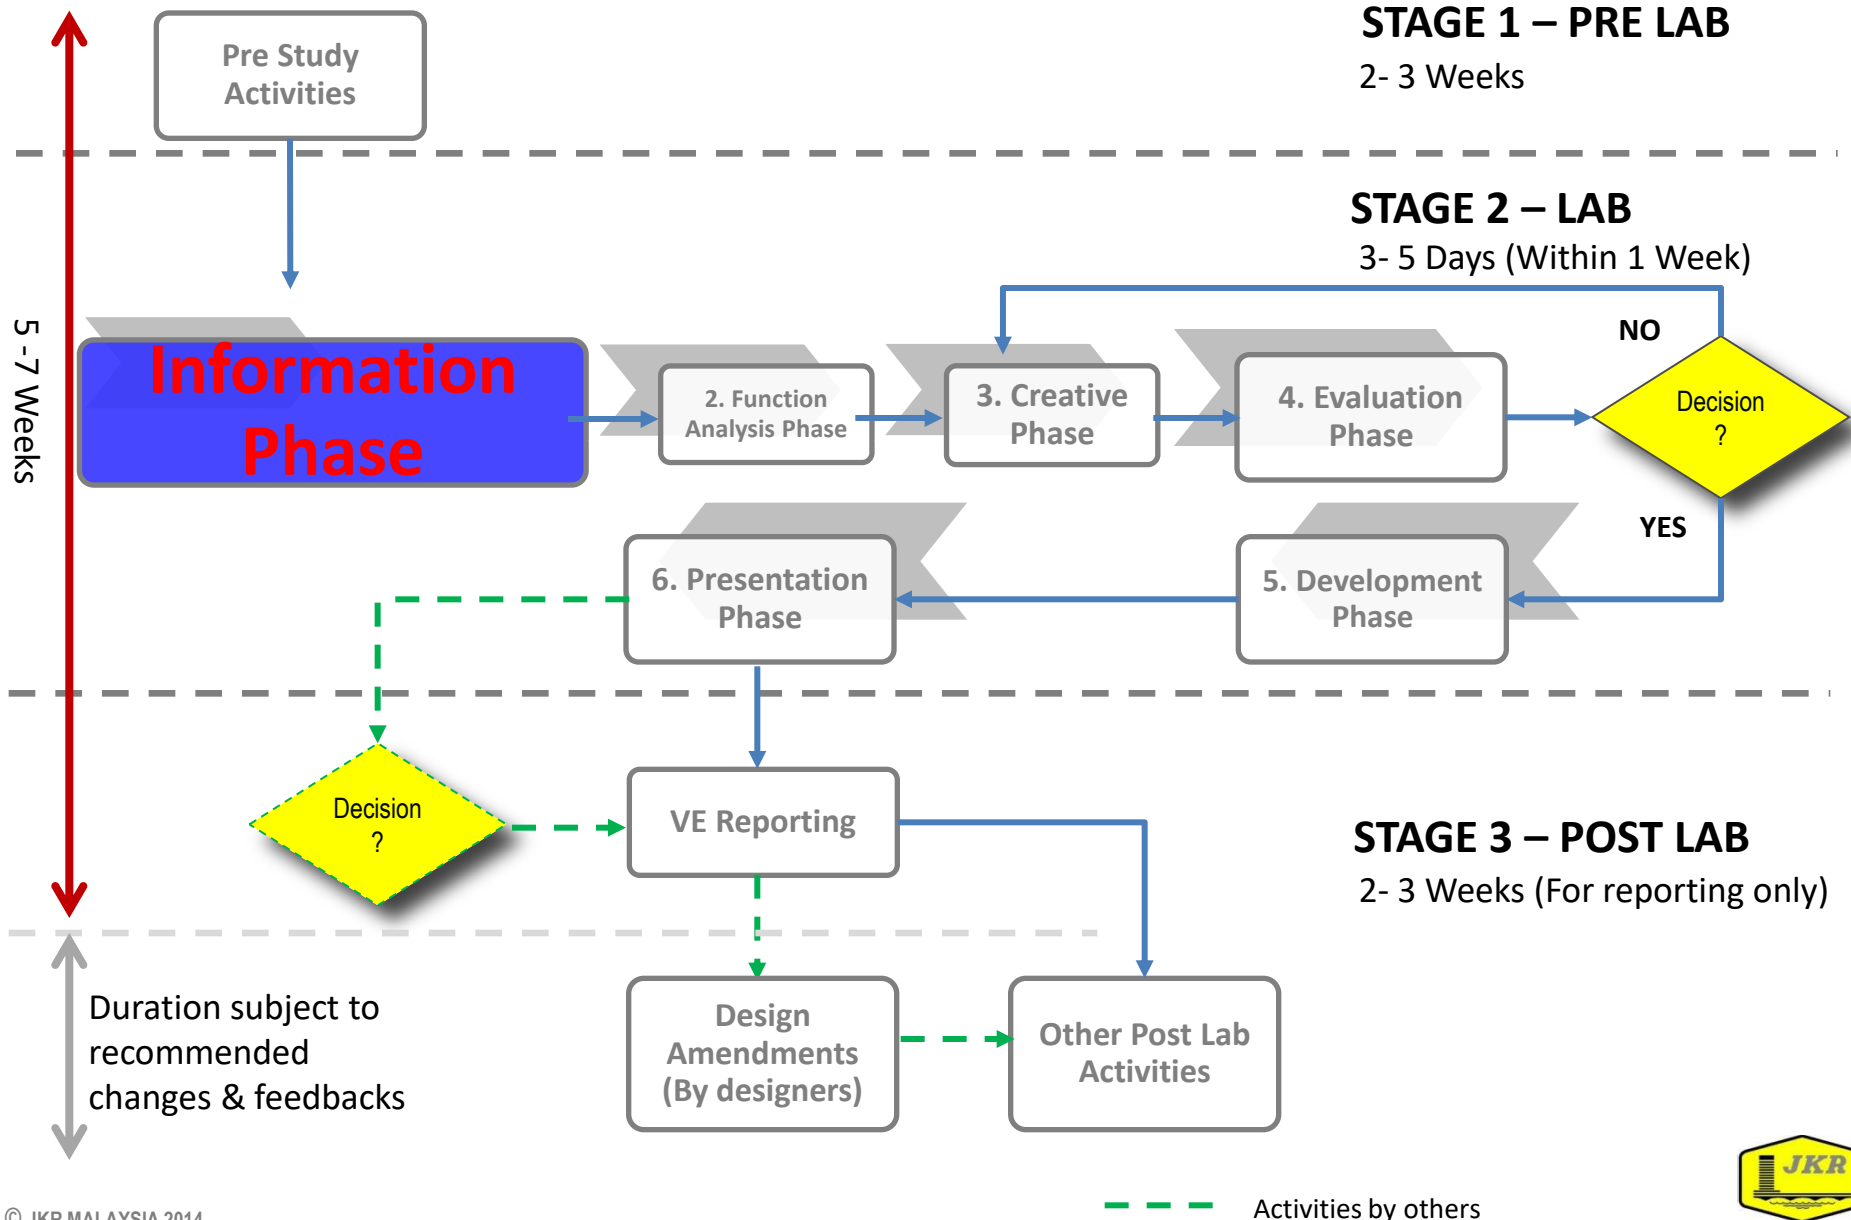 STAGE 1 – PRE LAB
2- 3 Weeks
Pre Study
Activities
STAGE 2 – LAB
3- 5 Days (Within 1 Week)
5 -7 Weeks
Information
Phase
2. Function
Analysis Phase
3. Creative
Phase
4. Evaluation
Phase
NO
Decision
?
YES
6. Presentation
Phase
5. Development
Phase
Decision
?
VE Reporting
STAGE 3 – POST LAB
2- 3 Weeks (For reporting only)
Duration subject to
recommended
changes & feedbacks
Design
Amendments
(By designers)
Other Post Lab
Activities
JKR
Activities by others
© JKR MALAYSIA 2014